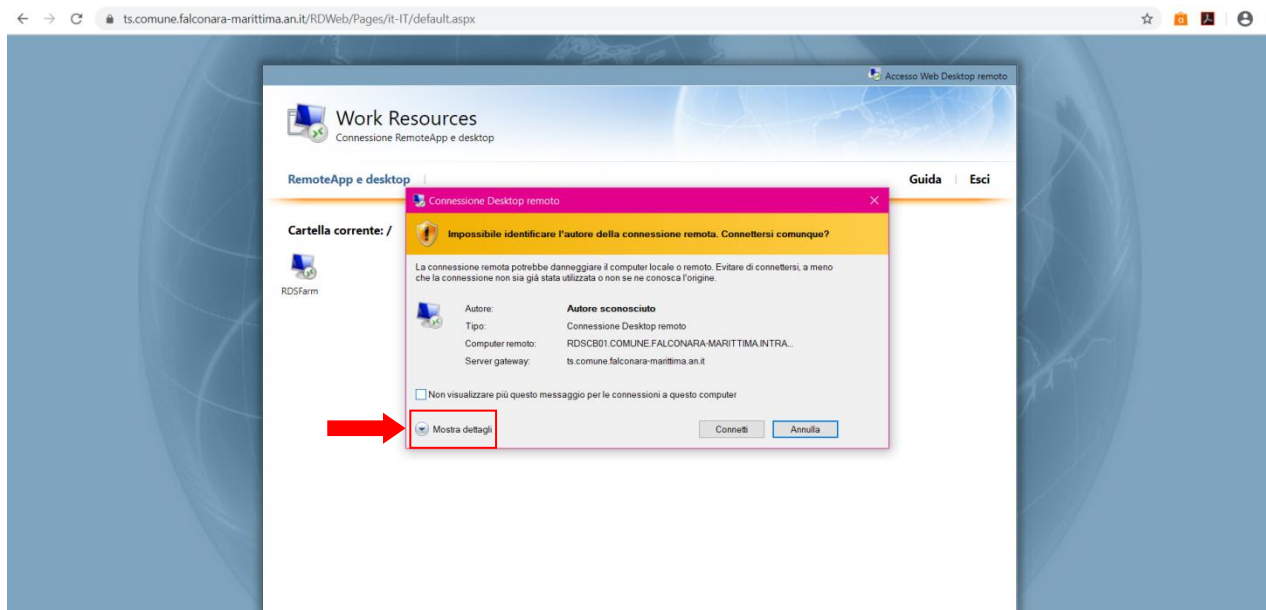 ts.comune.falconara-marittima.an.it/RDWeb/Pages/it-IT/default.aspx
Accesso Web Desktop remoto
Work Resources
Connessione RemoteApp e desktop
RemoteApp e desktop
Guida
Esci
Cartella corrente: /
RDSFarm
Connessione Desktop remoto
Impossibile identificare l'autore della connessione remota. Connettersi comunque?
La connessione remota potrebbe danneggiare il computer locale o remoto. Evitare di connettersi, a meno
che la connessione non sia già stata utilizzata o non se ne conosca l'origine.
Autore: Autore sconosciuto
Tipo: Connessione Desktop remoto
Computer remoto: RDSCB01.COMUNE.FALCONARA-MARITTIMA.INTRA...
Server gateway: ts.comune.falconara-marittima.an.it
Non visualizzare più questo messaggio per le connessioni a questo computer
Mostra dettagli
Connetti
Annulla